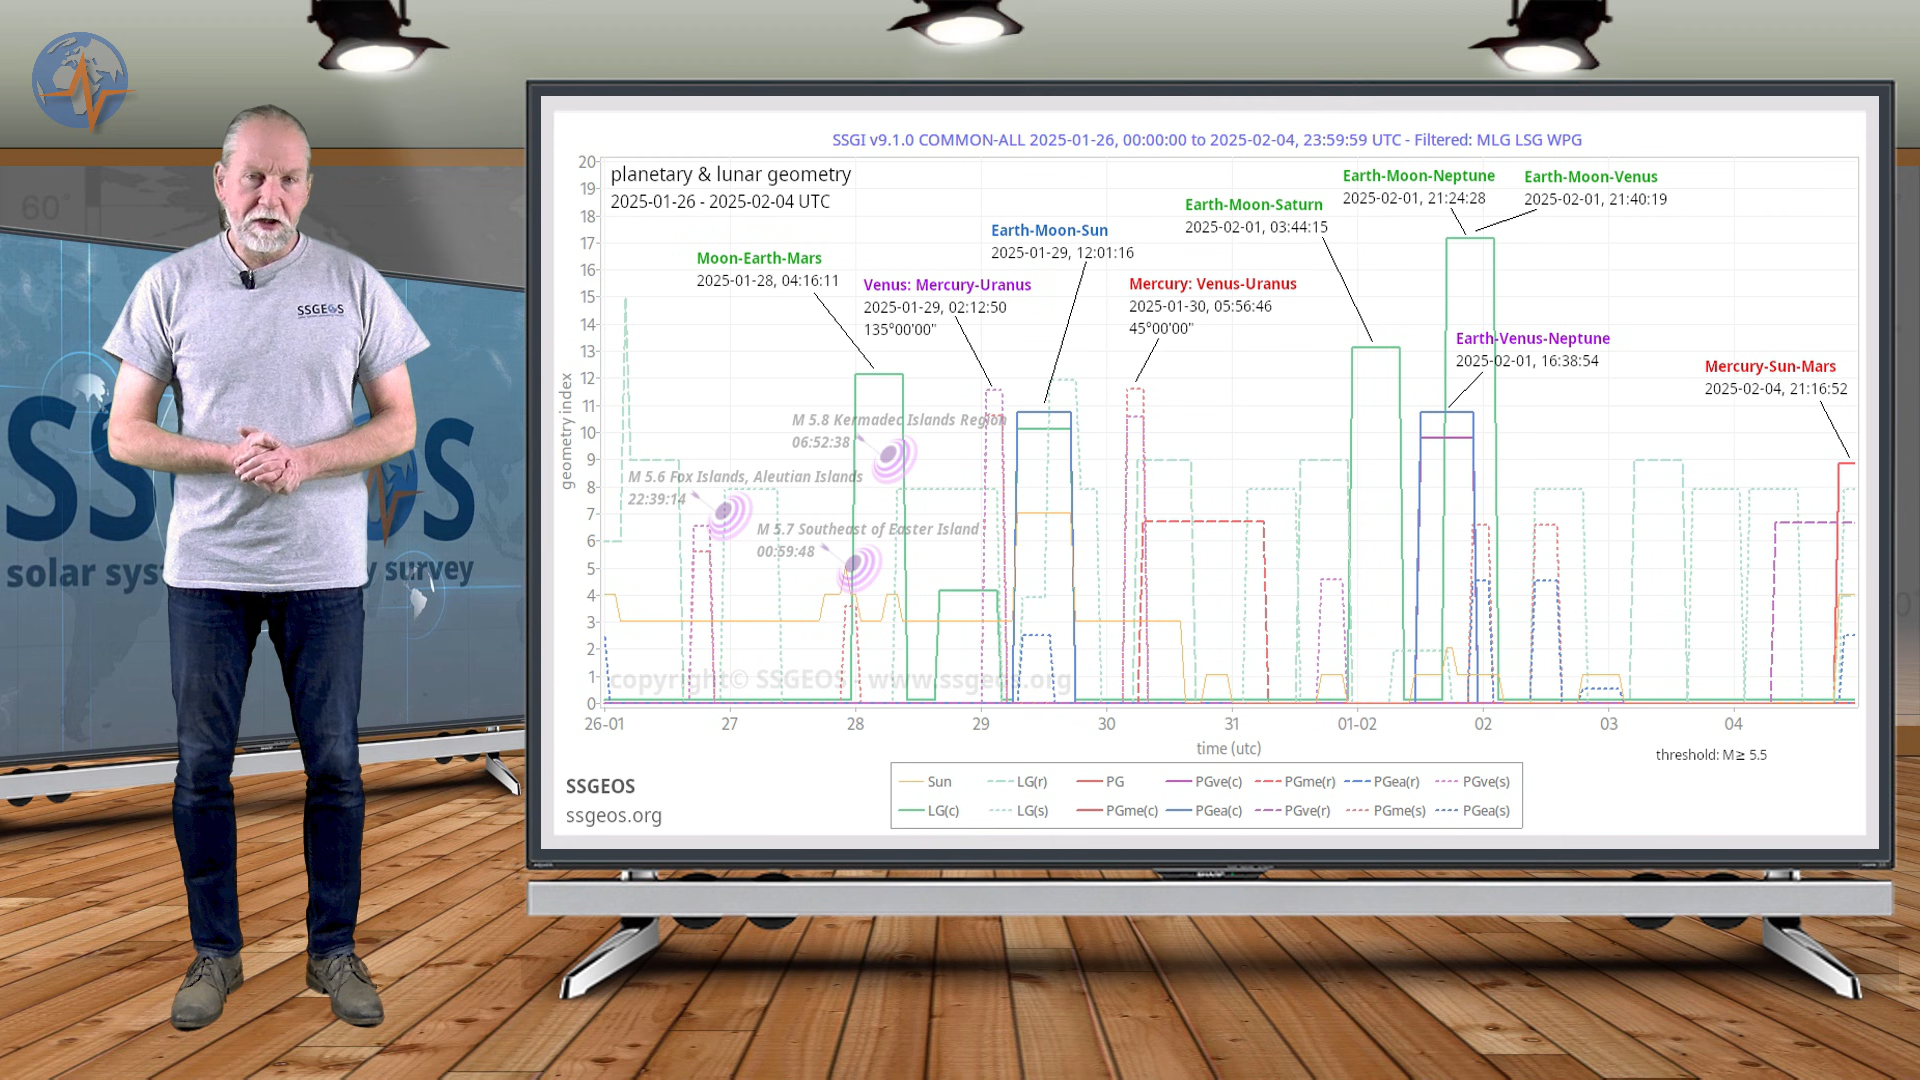 SSGI v9.1.0 COMMON-ALL 2025-01-26, 00:00:00 to 2025-02-04, 23:59:59 UTC - Filtered: MLG LSG WPG
planetary & lunar geometry
2025-01-26 - 2025-02-04 UTC
Earth-Moon-Neptune
2025-02-01, 21:24:28
Earth-Moon-Venus
2025-02-01, 21:40:19
Earth-Moon-Saturn
2025-02-01, 03:44:15
Earth-Moon-Sun
2025-01-29, 12:01:16
Moon-Earth-Mars
2025-01-28, 04:16:11
Venus: Mercury-Uranus
2025-01-29, 02:12:50
135°00'00"
Mercury: Venus-Uranus
2025-01-30, 05:56:46
45°00'00"
Earth-Venus-Neptune
2025-02-01, 16:38:54
Mercury-Sun-Mars
2025-02-04, 21:16:52
M 5.8 Kermadec Islands Region
06:52:38
M 5.6 Fox Islands, Aleutian Islands
22:39:14
M 5.7 Southeast of Easter Island
00:59:48
geometry index
20
19
18
17
16
15
14
13
12
11
10
9
8
7
6
5
4
3
2
1
0
copyright© SSGEOS - www.ssgeos.org
26-01 27 28 29 30 31 01-02 02 03 04
time (utc)
threshold: M≥ 5.5
Sun LG(r) PG PGve(c) PGme(r) PGea(r) PGve(s)
LG(c) LG(s) PGme(c) PGea(c) PGve(r) PGme(s) PGea(s)
SSGEOS
ssgeos.org
SSGEOS
60°
solar sys
survey